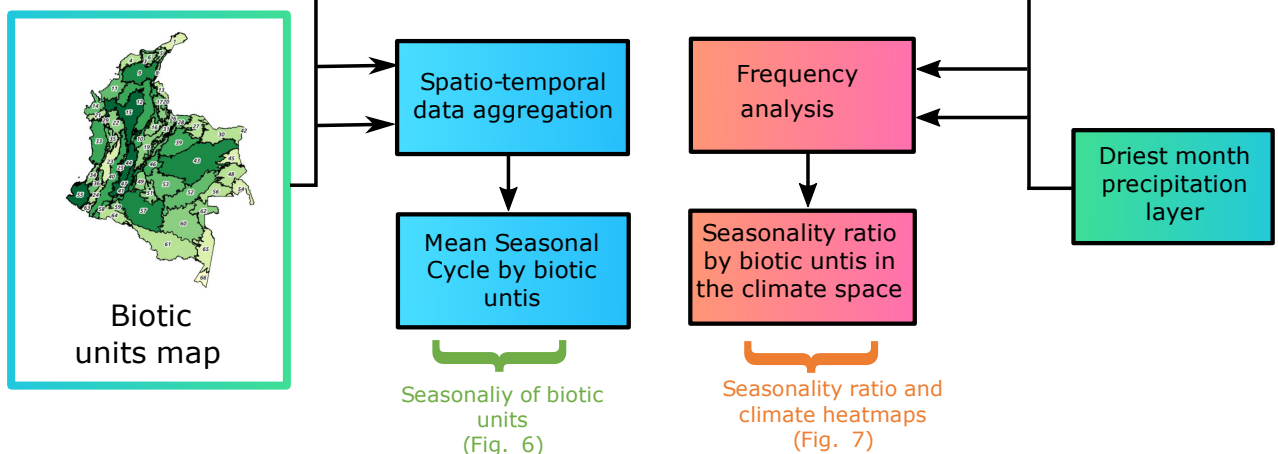 Biotic
units map
Spatio-temporal
data aggregation
Mean Seasonal
Cycle by biotic
untis
Seasonaliy of biotic
units
(Fig. 6)
Frequency
analysis
Seasonality ratio
by biotic untis in
the climate space
Seasonality ratio and
climate heatmaps
(Fig. 7)
Driest month
precipitation
layer